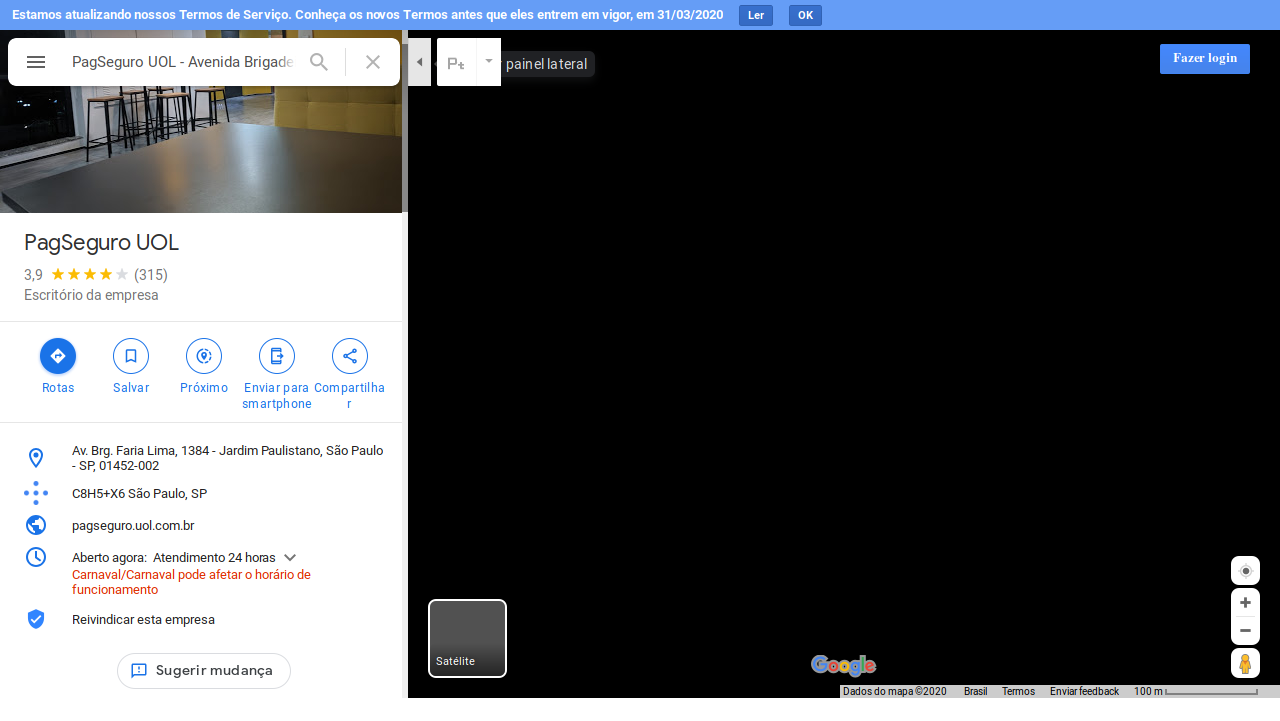 Estamos atualizando nossos Termos de Serviço. Conheça os novos Termos antes que eles entrem em vigor, em 31/03/2020 Ler OK
PagSeguro UOL - Avenida Brigade
painel lateral
Fazer login
PagSeguro UOL
3,9 (315)
Escritório da empresa
Rotas
Salvar
Próximo
Enviar para
smartphone
Compartilha
r
Av. Brg. Faria Lima, 1384 - Jardim Paulistano, São Paulo
- SP, 01452-002
C8H5+X6 São Paulo, SP
pagseguro.uol.com.br
Aberto agora: Atendimento 24 horas
Carnaval/Carnaval pode afetar o horário de
funcionamento
Reivindicar esta empresa
Sugerir mudança
Satélite
Google
Dados do mapa ©2020 Brasil Termos Enviar feedback 100 m